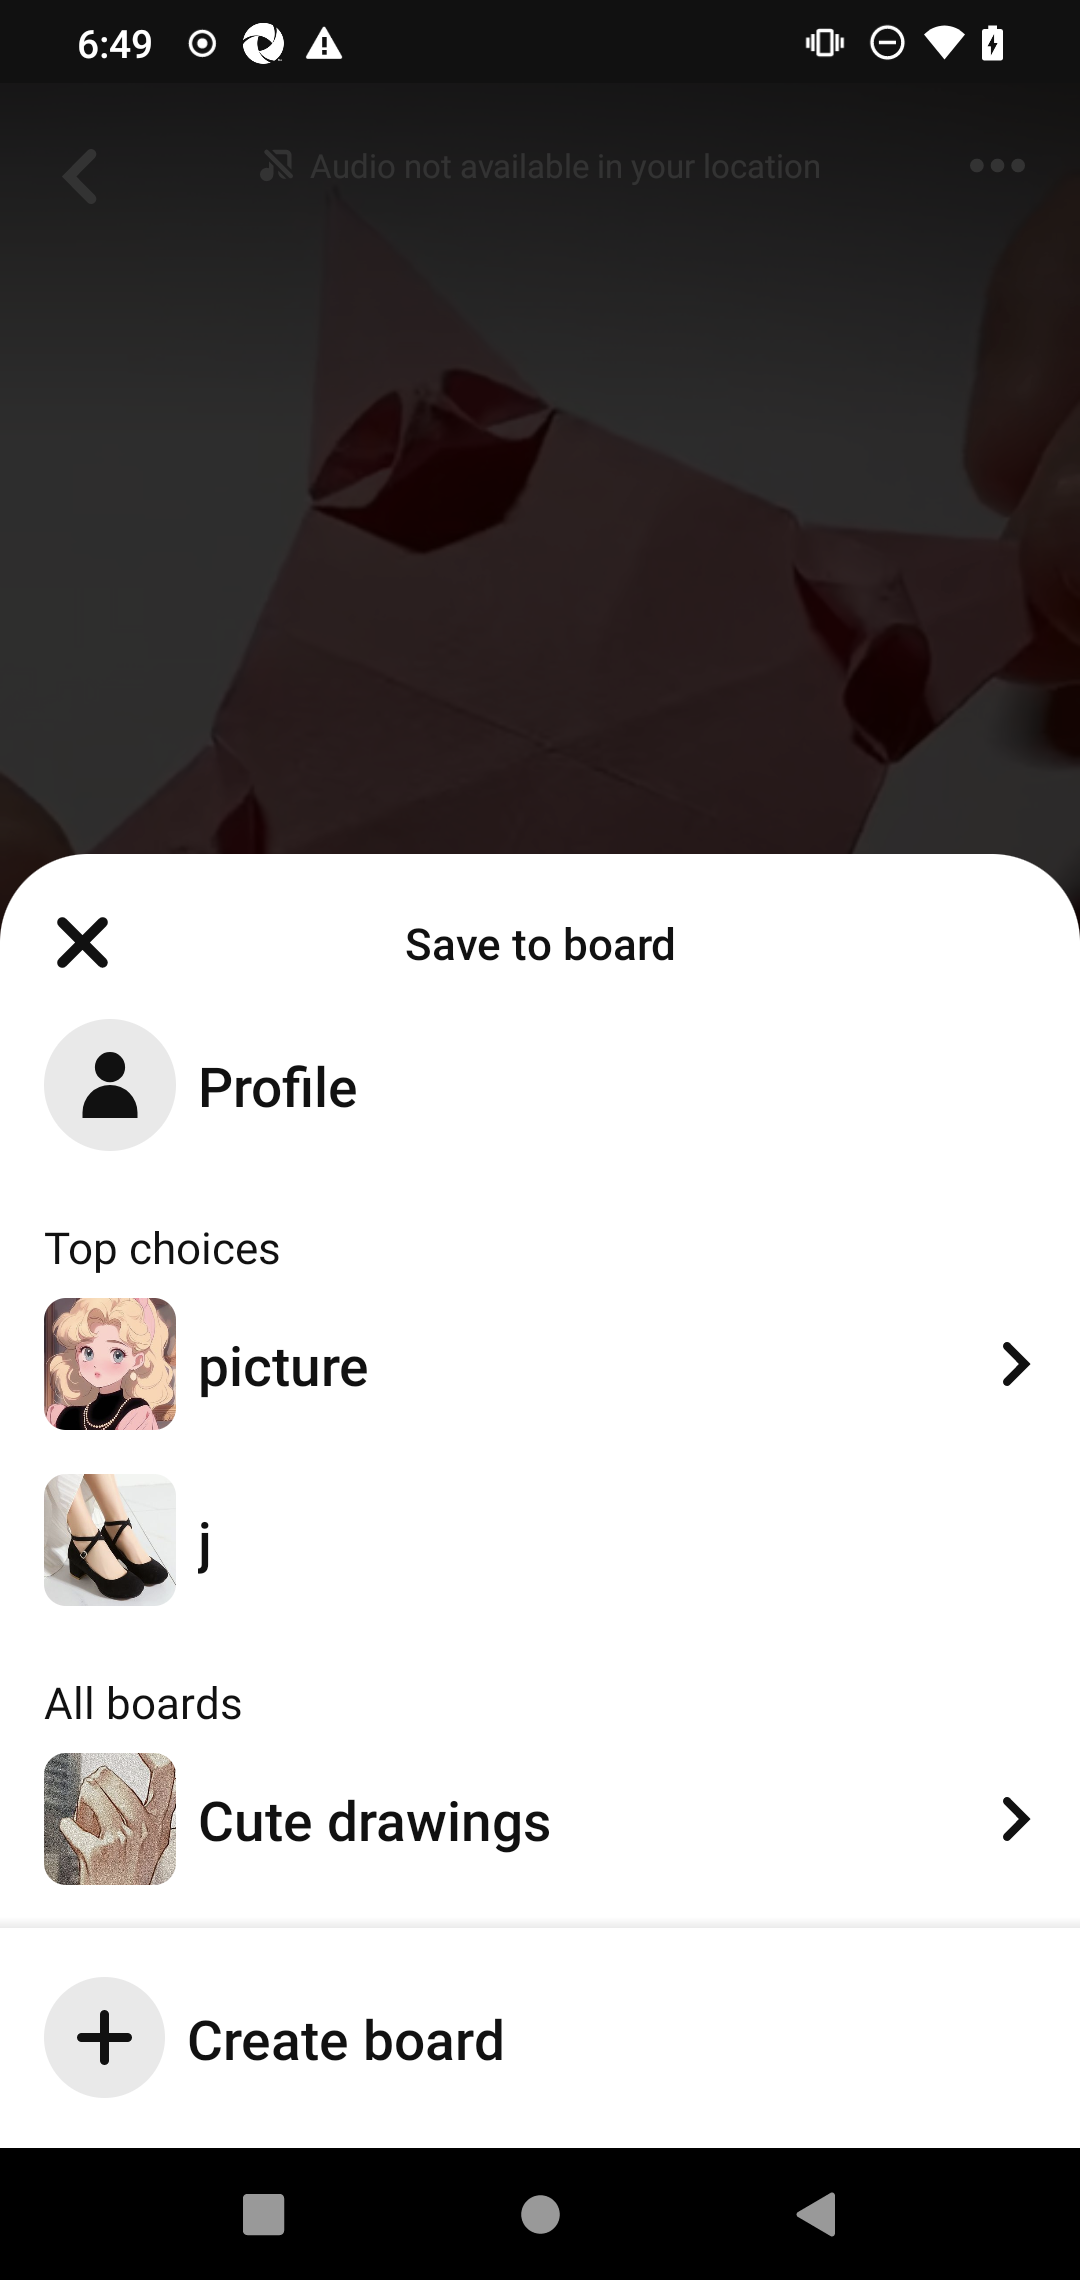 6:49
Audio not available in your location
Save to board
Profile
Top choices
picture
j
All boards
Cute drawings
Create board